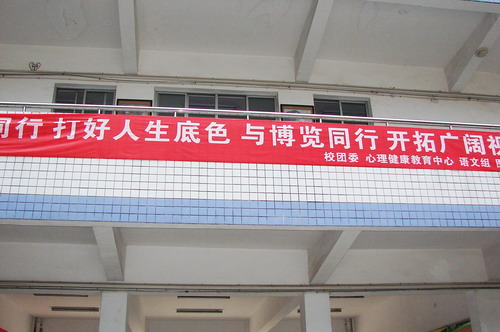 同行 打好人生底色 与博览同行 开拓广阔视
校团委 心理健康教育中心 语文组